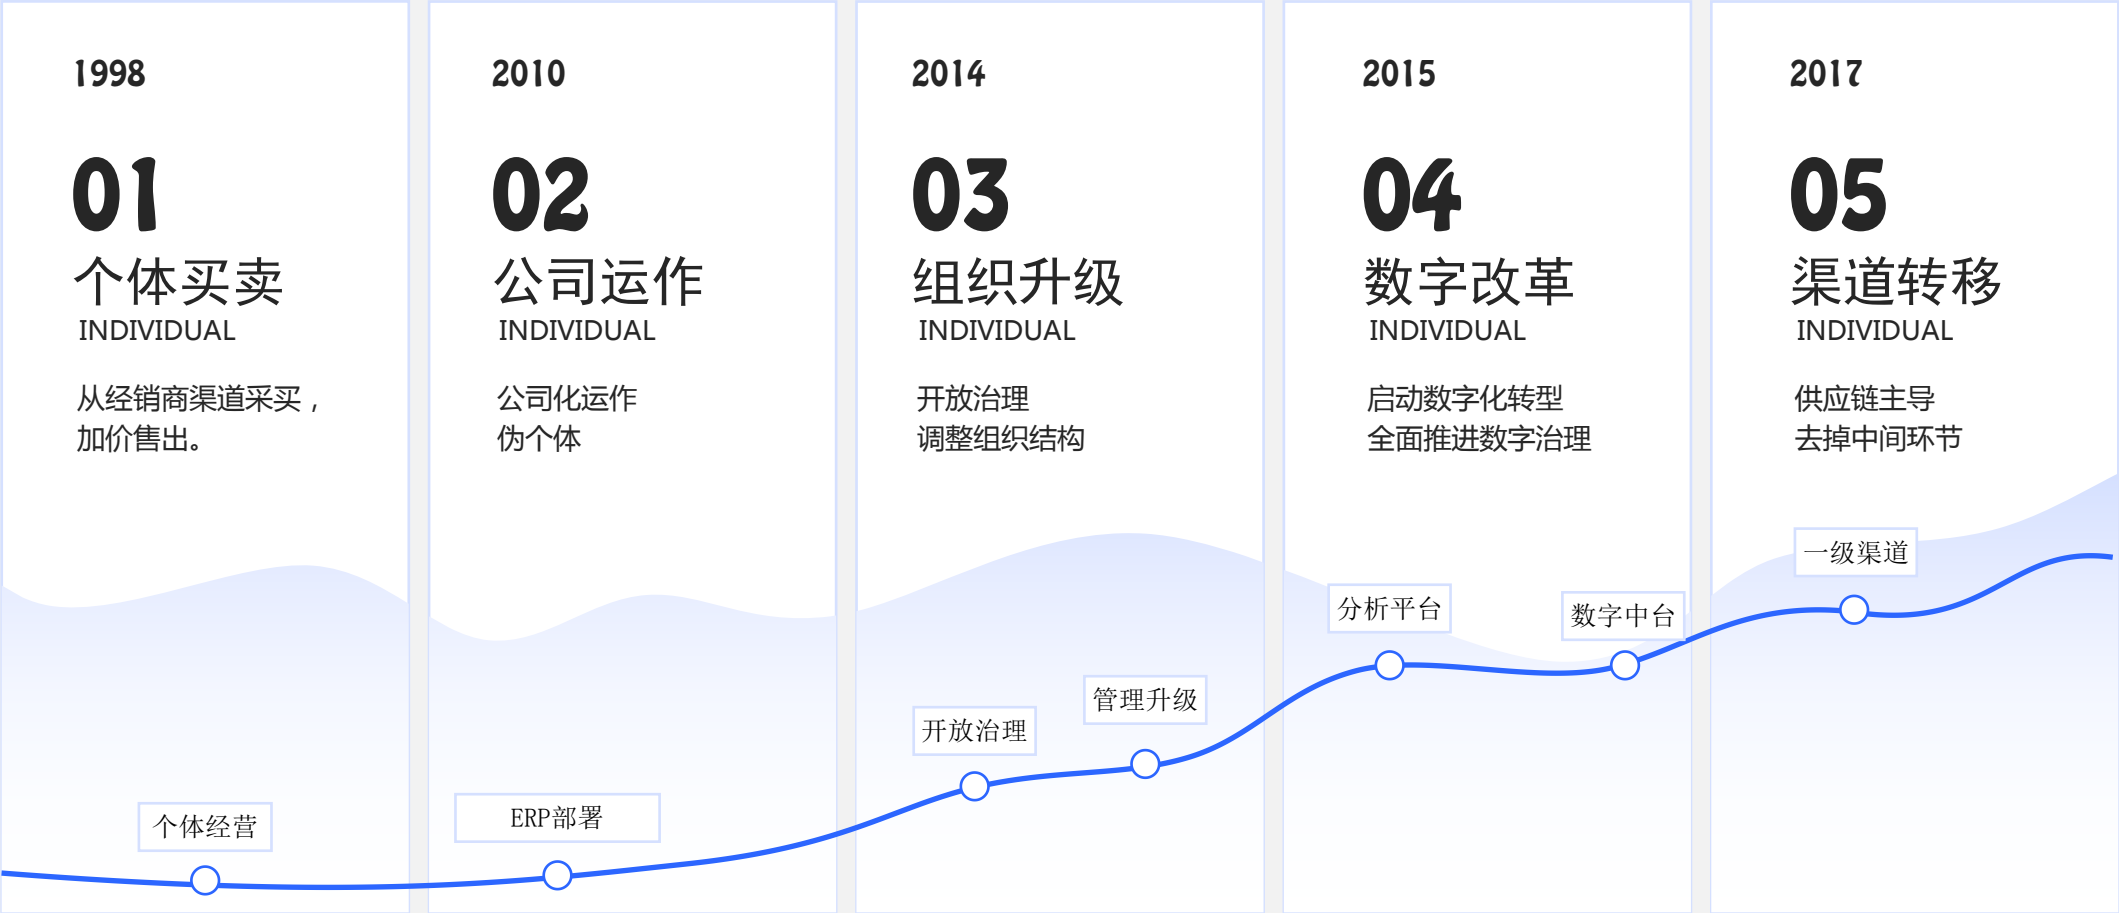 1998
01
个体买卖
INDIVIDUAL
从经销商渠道采买，
加价售出。
个体经营
2010
02
公司运作
INDIVIDUAL
公司化运作
伪个体
ERP部署
2014
03
组织升级
INDIVIDUAL
开放治理
调整组织结构
开放治理
管理升级
2015
04
数字改革
INDIVIDUAL
启动数字化转型
全面推进数字治理
分析平台
数字中台
2017
05
渠道转移
INDIVIDUAL
供应链主导
去掉中间环节
一级渠道